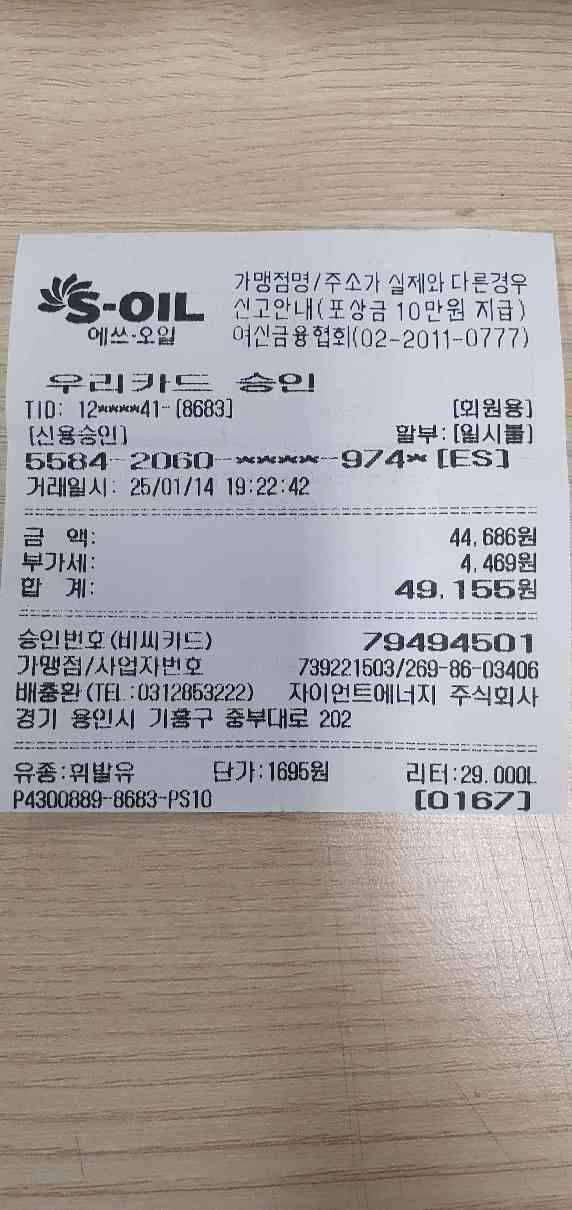 S-OIL
에쓰-오일
가맹점명/주소가 실제와 다른경우
신고안내(포상금 10만원 지급)
여신금융협회(02-2011-0777)
우리카드 승인
TID: 12****41-[8683] [회원용]
[신용승인] 할부:[일시불]
5584-2060-****-974*[ES]
거래일시: 25/01/14 19:22:42
금 액: 44,686원
부가세: 4,469원
합 계: 49,155원
승인번호(비씨카드) 79494501
가맹점/사업자번호 739221503/269-86-03406
배충환(TEL:0312853222) 자이언트에너지 주식회사
경기 용인시 기흥구 중부대로 202
유종:휘발유 단가:1695원 리터:29.000L
P4300889-8683-PS10 [0167]